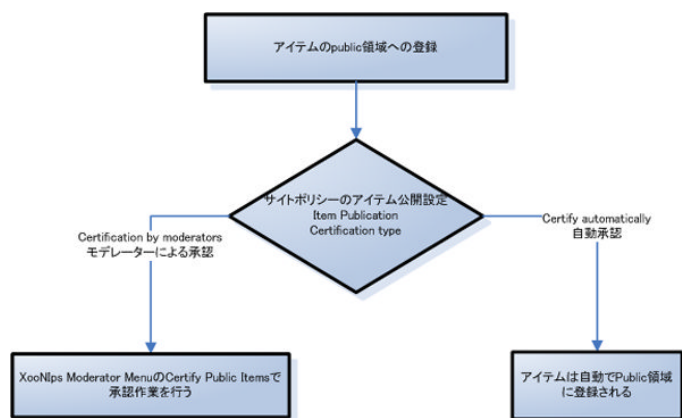 アイテムのpublic領域への登録
サイトポリシーのアイテム公開設定
Item Publication
Certification type
Certification by moderators
モデレーターによる承認
Certify automatically
自動承認
XooNIps Moderator MenuのCertify Public Itemsで
承認作業を行う
アイテムは自動でPublic領域
に登録される